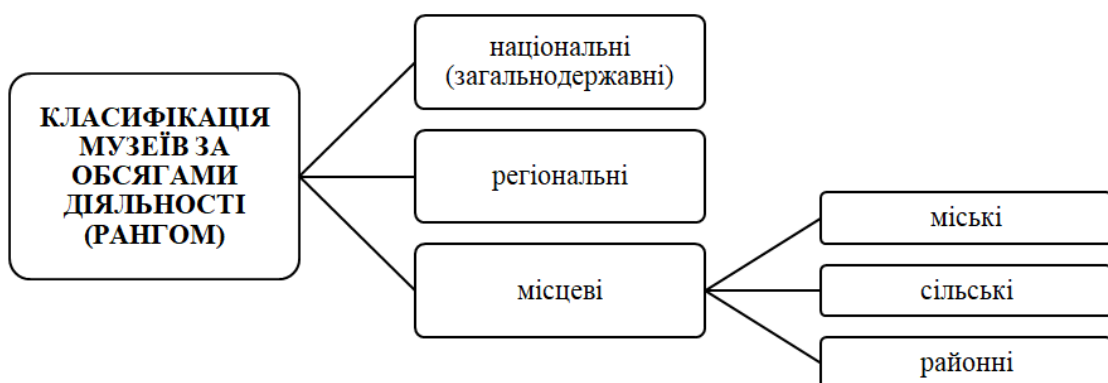 КЛАСИФІКАЦІЯ
МУЗЕЇВ ЗА
ОБСЯГАМИ
ДІЯЛЬНОСТІ
(РАНГОМ)
національні
(загальнодержавні)
регіональні
місцеві
міські
сільські
районні